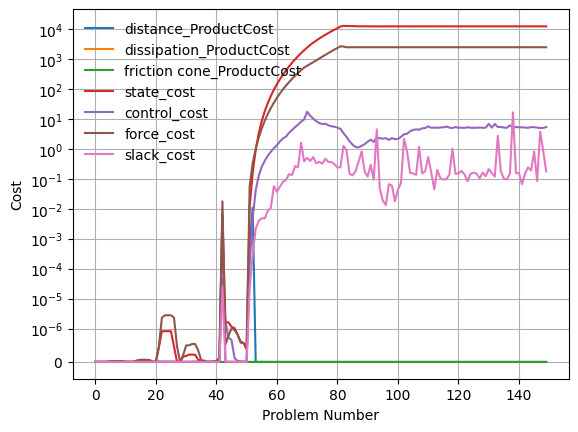 distance_ProductCost
dissipation_ProductCost
friction cone_ProductCost
state_cost
control_cost
force_cost
slack_cost
10⁴
10³
10²
10¹
10⁰
10⁻¹
10⁻²
10⁻³
10⁻⁴
10⁻⁵
10⁻⁶
0
Cost
0 20 40 60 80 100 120 140
Problem Number